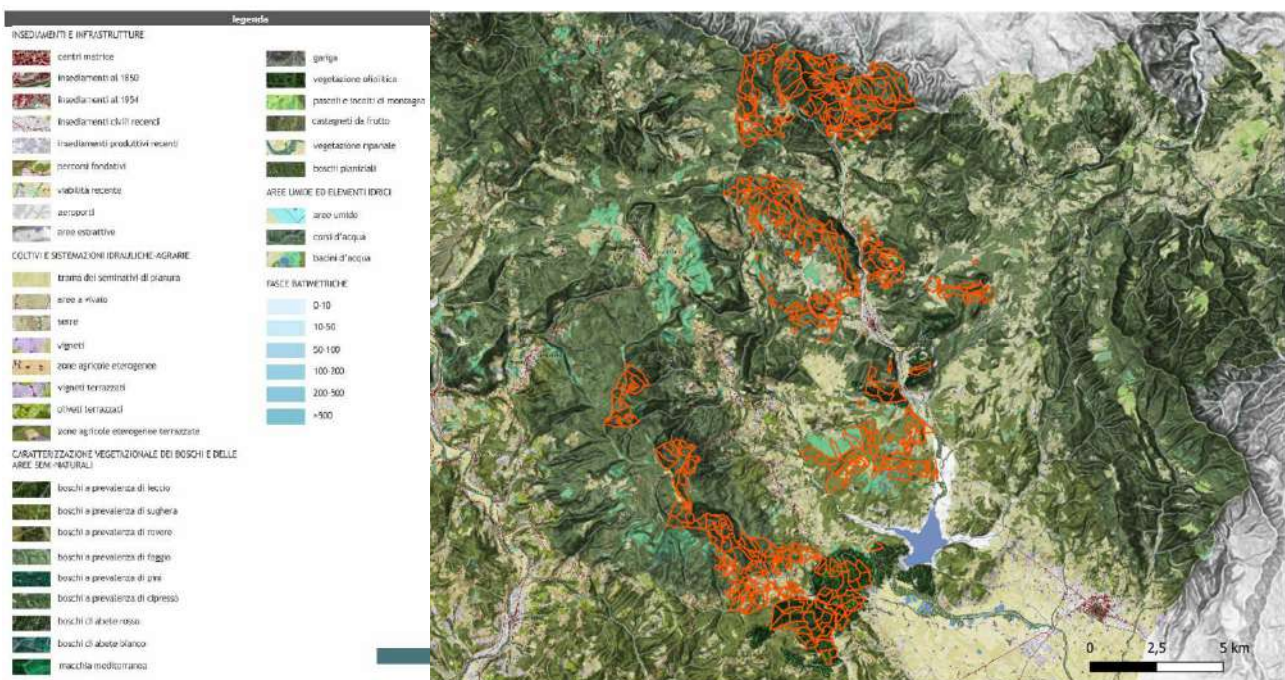 legenda
INSEDIAMENTI E INFRASTRUTTURE
centri matrice
insediamenti al 1850
insediamenti al 1954
insediamenti civili recenti
insediamenti produttivi recenti
percorsi fondativi
viabilità recente
aeroporti
aree estrattive
COLTIVI E SISTEMAZIONI IDRAULICHE-AGRARIE
trama dei seminativi di pianura
aree a vivaio
serre
vigneti
zone agricole eterogenee
vigneti terrazzati
oliveti terrazzati
zone agricole eterogenee terrazzate
CARATTERIZZAZIONE VEGETAZIONALE DEI BOSCHI E DELLE
AREE SEMI-NATURALI
boschi a prevalenza di leccio
boschi a prevalenza di sughera
boschi a prevalenza di rovere
boschi a prevalenza di faggio
boschi a prevalenza di pini
boschi a prevalenza di cipresso
boschi di abete rosso
boschi di abete bianco
macchia mediterranea
gariga
vegetazione ofiolitica
pascoli e incolti di montagna
castagneti da frutto
vegetazione ripariale
boschi planiziali
AREE UMIDE ED ELEMENTI IDRICI
aree umide
corsi d'acqua
bacini d'acqua
FASCE BATIMETRICHE
0-10
10-50
50-100
100-200
200-500
>500
0 2,5 5 km